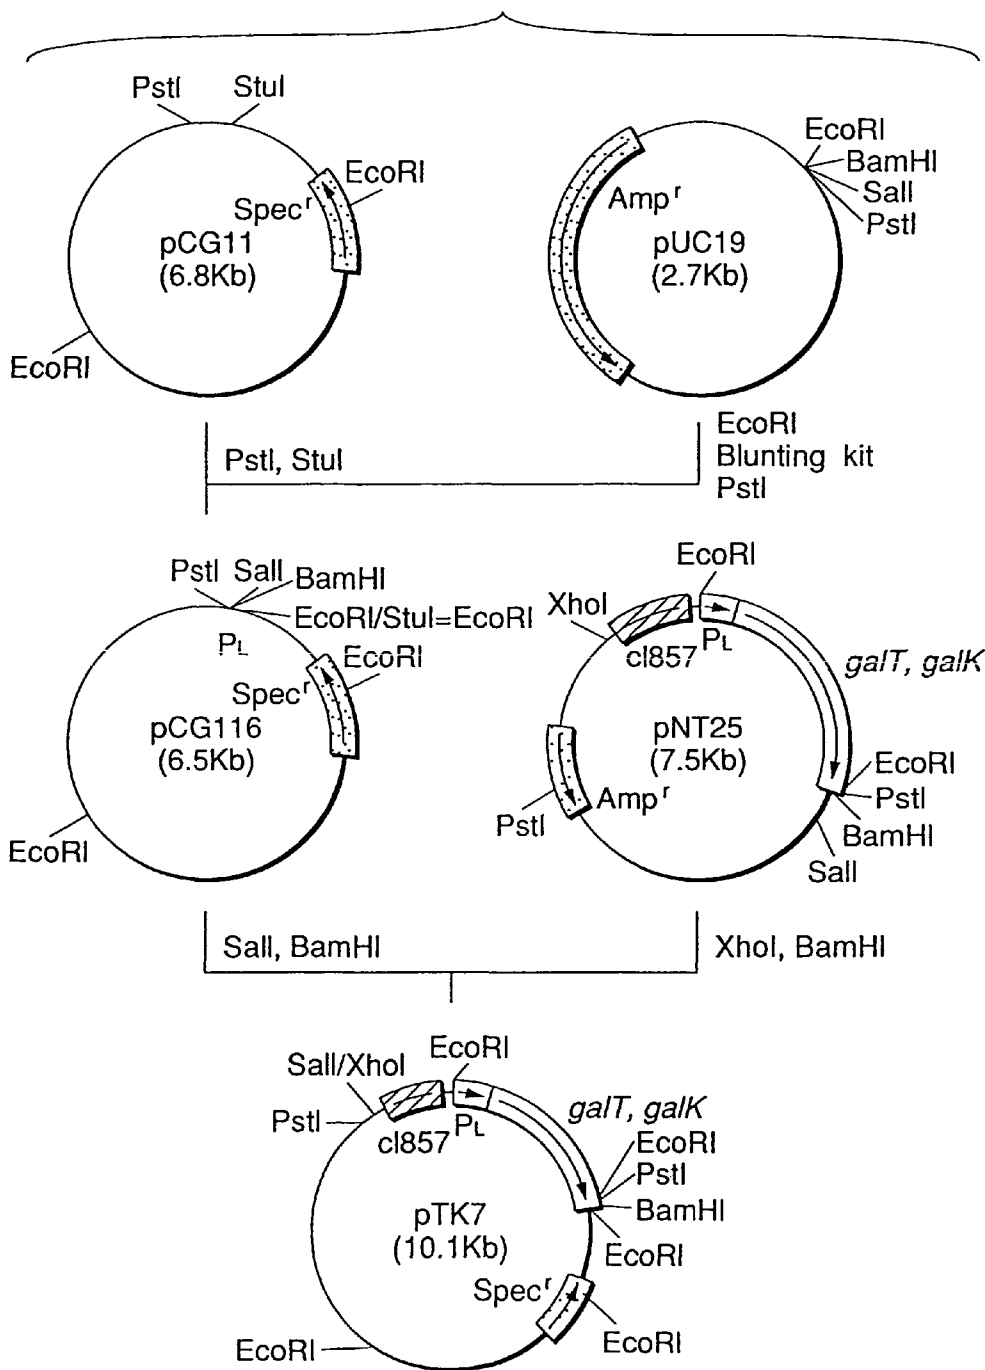 PstI StuI
EcoRI
Spec r
pCG11
(6.8Kb)
EcoRI
EcoRI
BamHI
SalI
PstI
Amp r
pUC19
(2.7Kb)
PstI, StuI
EcoRI
Blunting kit
PstI
PstI SalI BamHI
EcoRI/StuI=EcoRI
PL
EcoRI
Spec r
pCG116
(6.5Kb)
EcoRI
EcoRI
XhoI
cI857
PL
galT, galK
pNT25
(7.5Kb)
EcoRI
PstI
BamHI
SalI
Amp r
PstI
SalI, BamHI
XhoI, BamHI
EcoRI
SalI/XhoI
PstI
cI857
PL
galT, galK
EcoRI
PstI
BamHI
EcoRI
pTK7
(10.1Kb)
Spec r
EcoRI
EcoRI